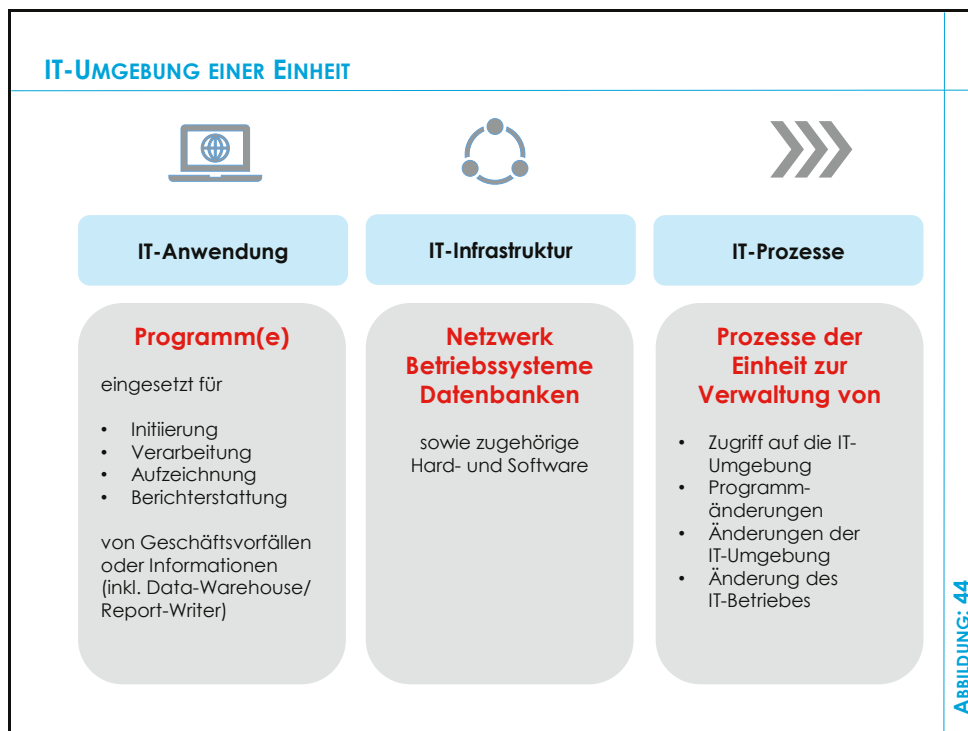 IT-UMGEBUNG EINER EINHEIT
IT-Anwendung
Programm(e)
eingesetzt für
• Initiierung
• Verarbeitung
• Aufzeichnung
• Berichterstattung
von Geschäftsvorfällen
oder Informationen
(inkl. Data-Warehouse/
Report-Writer)
IT-Infrastruktur
Netzwerk
Betriebssysteme
Datenbanken
sowie zugehörige
Hard- und Software
IT-Prozesse
Prozesse der
Einheit zur
Verwaltung von
• Zugriff auf die IT-
Umgebung
• Programm-
änderungen
• Änderungen der
IT-Umgebung
• Änderung des
IT-Betriebes
ABBILDUNG: 44